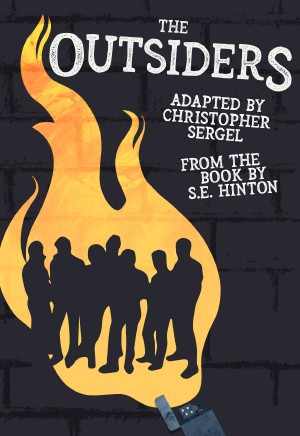 THE
OUTSIDERS
ADAPTED BY
CHRISTOPHER
SERGEL
FROM THE
BOOK BY
S.E. HINTON